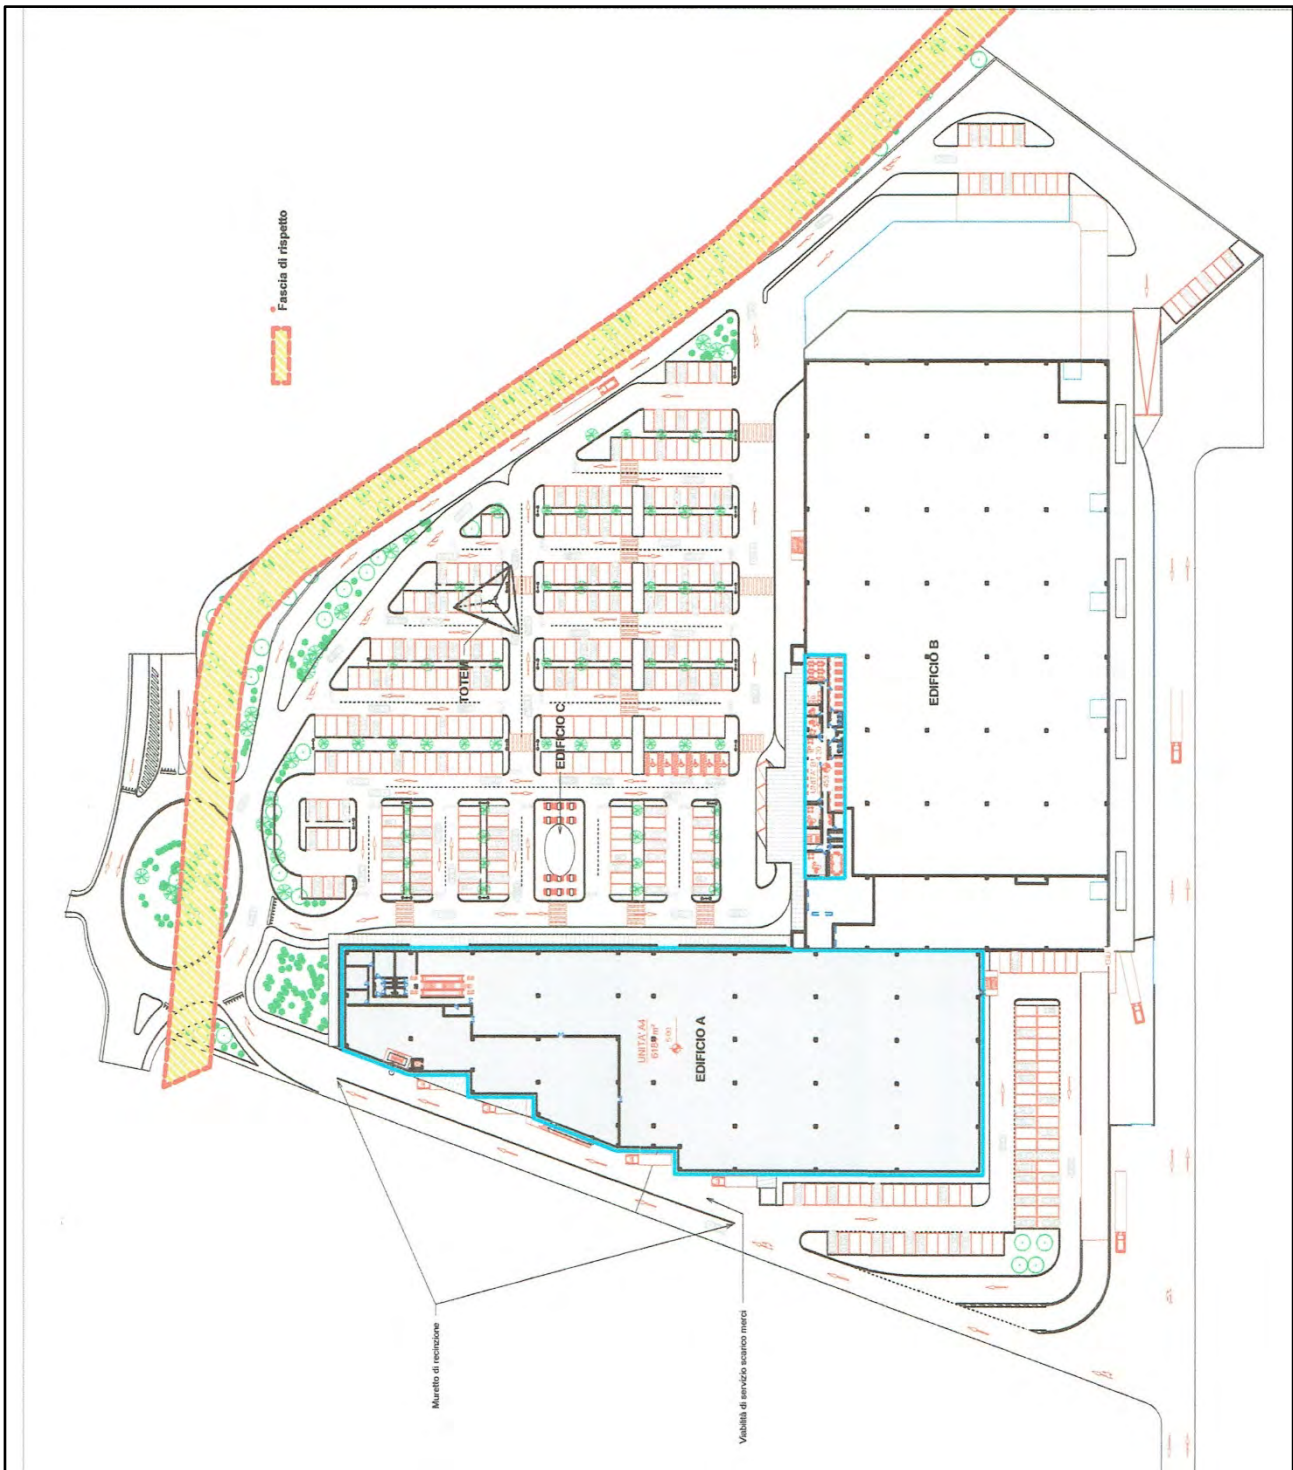 Fascia di rispetto
TOTEM
EDIFICIO C
EDIFICIO B
UNITA' A4
EDIFICIO A
Muretto di recinzione
Viabilità di servizio scarico merci